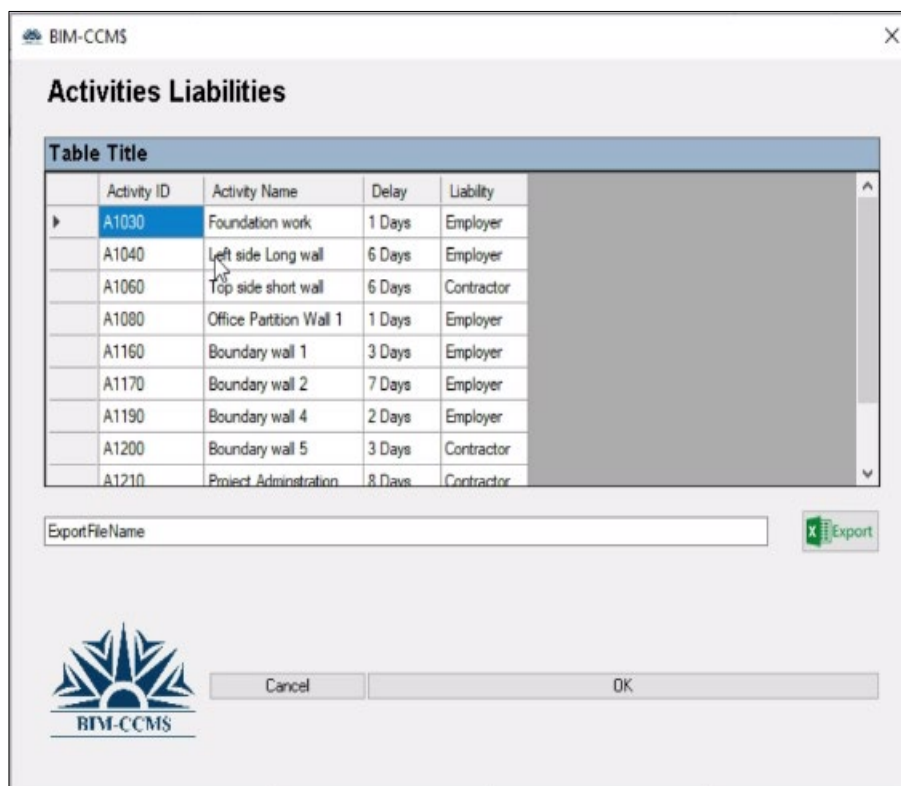 BIM-CCM$
Activities Liabilities
Table Title
Activity ID Activity Name Delay Liability
A1030 Foundation work 1 Days Employer
A1040 Left side Long wall 6 Days Employer
A1060 Top side short wall 6 Days Contractor
A1080 Office Partition Wall 1 1 Days Employer
A1160 Boundary wall 1 3 Days Employer
A1170 Boundary wall 2 7 Days Employer
A1190 Boundary wall 4 2 Days Employer
A1200 Boundary wall 5 3 Days Contractor
A1210 Project Adminstration 8 Days Contractor
ExportFileName Export
Cancel OK
BIM-CCMS